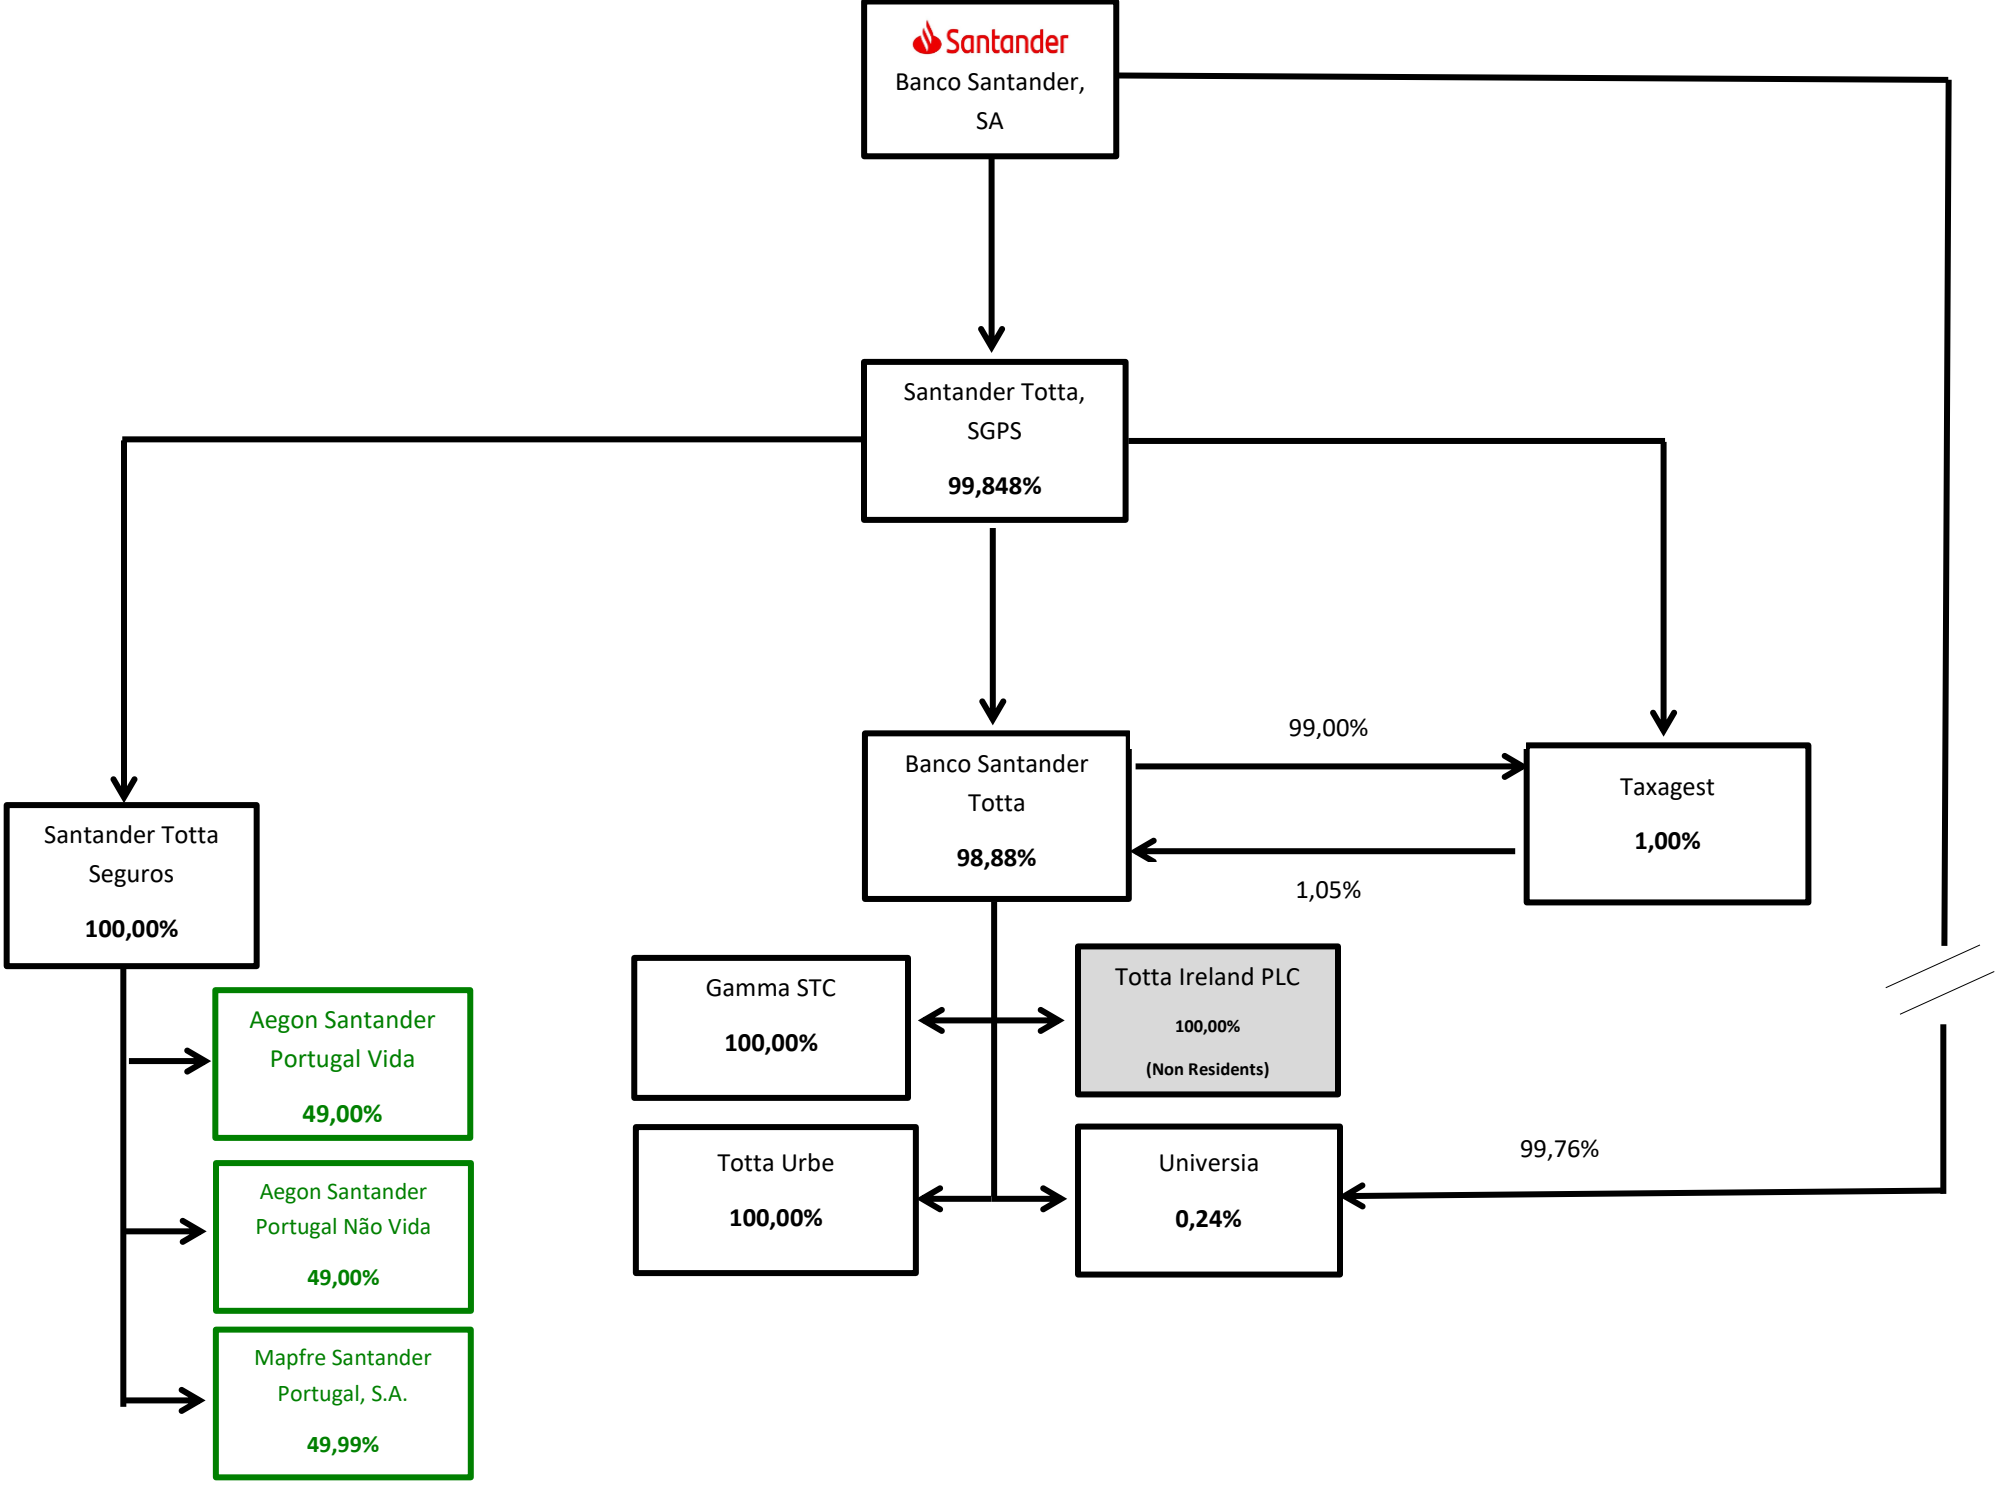 Santander
Banco Santander,
SA
Santander Totta,
SGPS
99,848%
Banco Santander
Totta
98,88%
99,00%
1,05%
Taxagest
1,00%
Santander Totta
Seguros
100,00%
Aegon Santander
Portugal Vida
49,00%
Aegon Santander
Portugal Não Vida
49,00%
Mapfre Santander
Portugal, S.A.
49,99%
Gamma STC
100,00%
Totta Ireland PLC
100,00%
(Non Residents)
Totta Urbe
100,00%
Universia
0,24%
99,76%